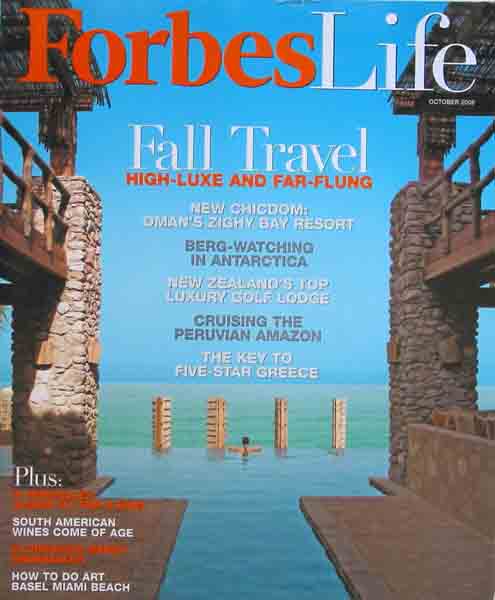 ForbesLife
OCTOBER 2008
Fall Travel
HIGH-LUXE AND FAR-FLUNG
NEW CHICDOM:
OMAN'S ZIGHY BAY RESORT
BERG-WATCHING
IN ANTARCTICA
NEW ZEALAND'S TOP
LUXURY GOLF LODGE
CRUISING THE
PERUVIAN AMAZON
THE KEY TO
FIVE-STAR GREECE
Plus:
SOUTH AMERICAN
WINES COME OF AGE
HOW TO DO ART
BASEL MIAMI BEACH